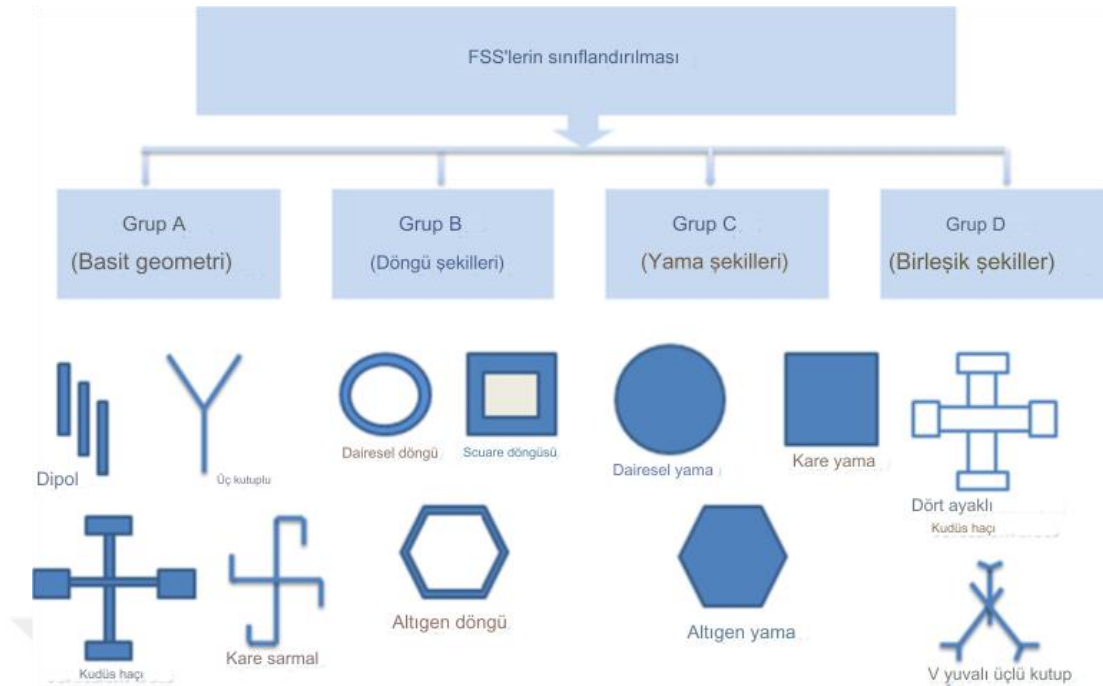 FSS'lerin sınıflandırılması
Grup A
(Basit geometri)
Grup B
(Döngü şekilleri)
Grup C
(Yama şekilleri)
Grup D
(Birleşik şekiller)
Dipol
Üç kutuplu
Dairesel döngü
Scuare döngüsü
Dairesel yama
Kare yama
Dört ayaklı
Kudüs haçı
Kudüs haçı
Kare sarmal
Altıgen döngü
Altıgen yama
V yuvalı üçlü kutup